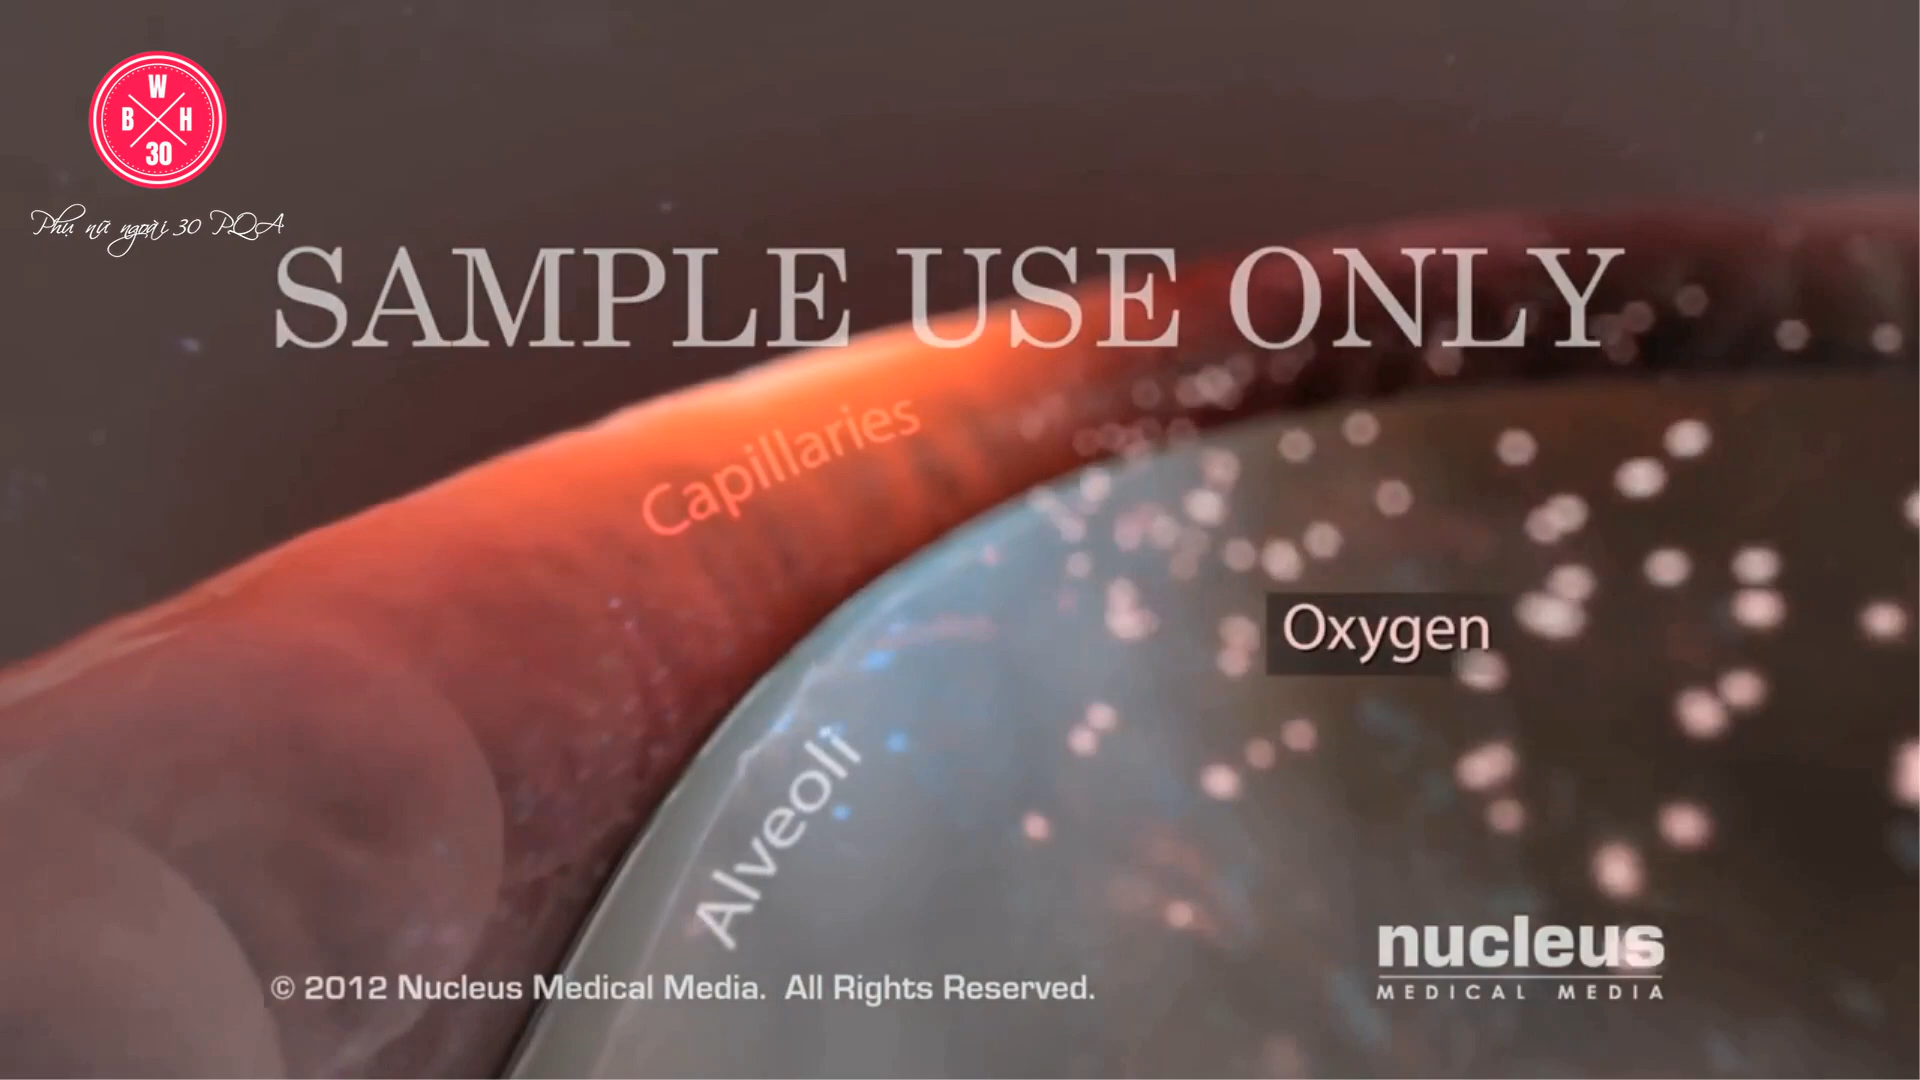 W
B H
30
Phụ nữ ngoài 30 PQA
SAMPLE USE ONLY
Capillaries
Oxygen
Alveoli
nucleus
MEDICAL MEDIA
© 2012 Nucleus Medical Media. All Rights Reserved.